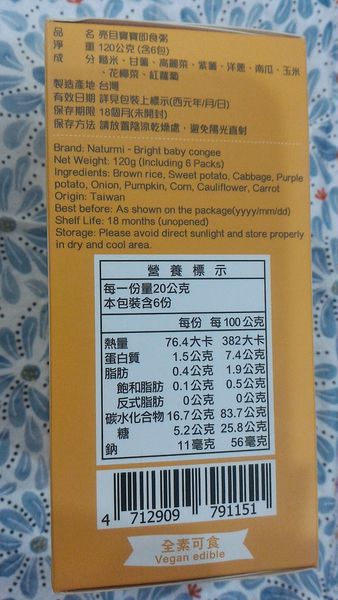 品　名 亮目寶寶即食粥
淨　重 120公克(含6包)
成　分 糙米、甘薯、高麗菜、紫薯、洋蔥、南瓜、玉米
、花椰菜、紅蘿蔔
製造產地 台灣
有效日期 詳見包裝上標示(西元年/月/日)
保存期限 18個月(未開封)
保存方法 請放置陰涼乾燥處，避免陽光直射
Brand: Naturmi - Bright baby congee
Net Weight: 120g (Including 6 Packs)
Ingredients: Brown rice, Sweet potato, Cabbage, Purple
potato, Onion, Pumpkin, Corn, Cauliflower, Carrot
Origin: Taiwan
Best before: As shown on the package(yyyy/mm/dd)
Shelf Life: 18 months (unopened)
Storage: Please avoid direct sunlight and store properly
in dry and cool area.
營養標示
每一份量20公克
本包裝含6份
每份 每100公克
熱量 76.4大卡 382大卡
蛋白質 1.5公克 7.4公克
脂肪 0.4公克 1.9公克
飽和脂肪 0.1公克 0.5公克
反式脂肪 0公克 0公克
碳水化合物 16.7公克 83.7公克
糖 5.2公克 25.8公克
鈉 11毫克 56毫克
4 712909 791151
全素可食
Vegan edible